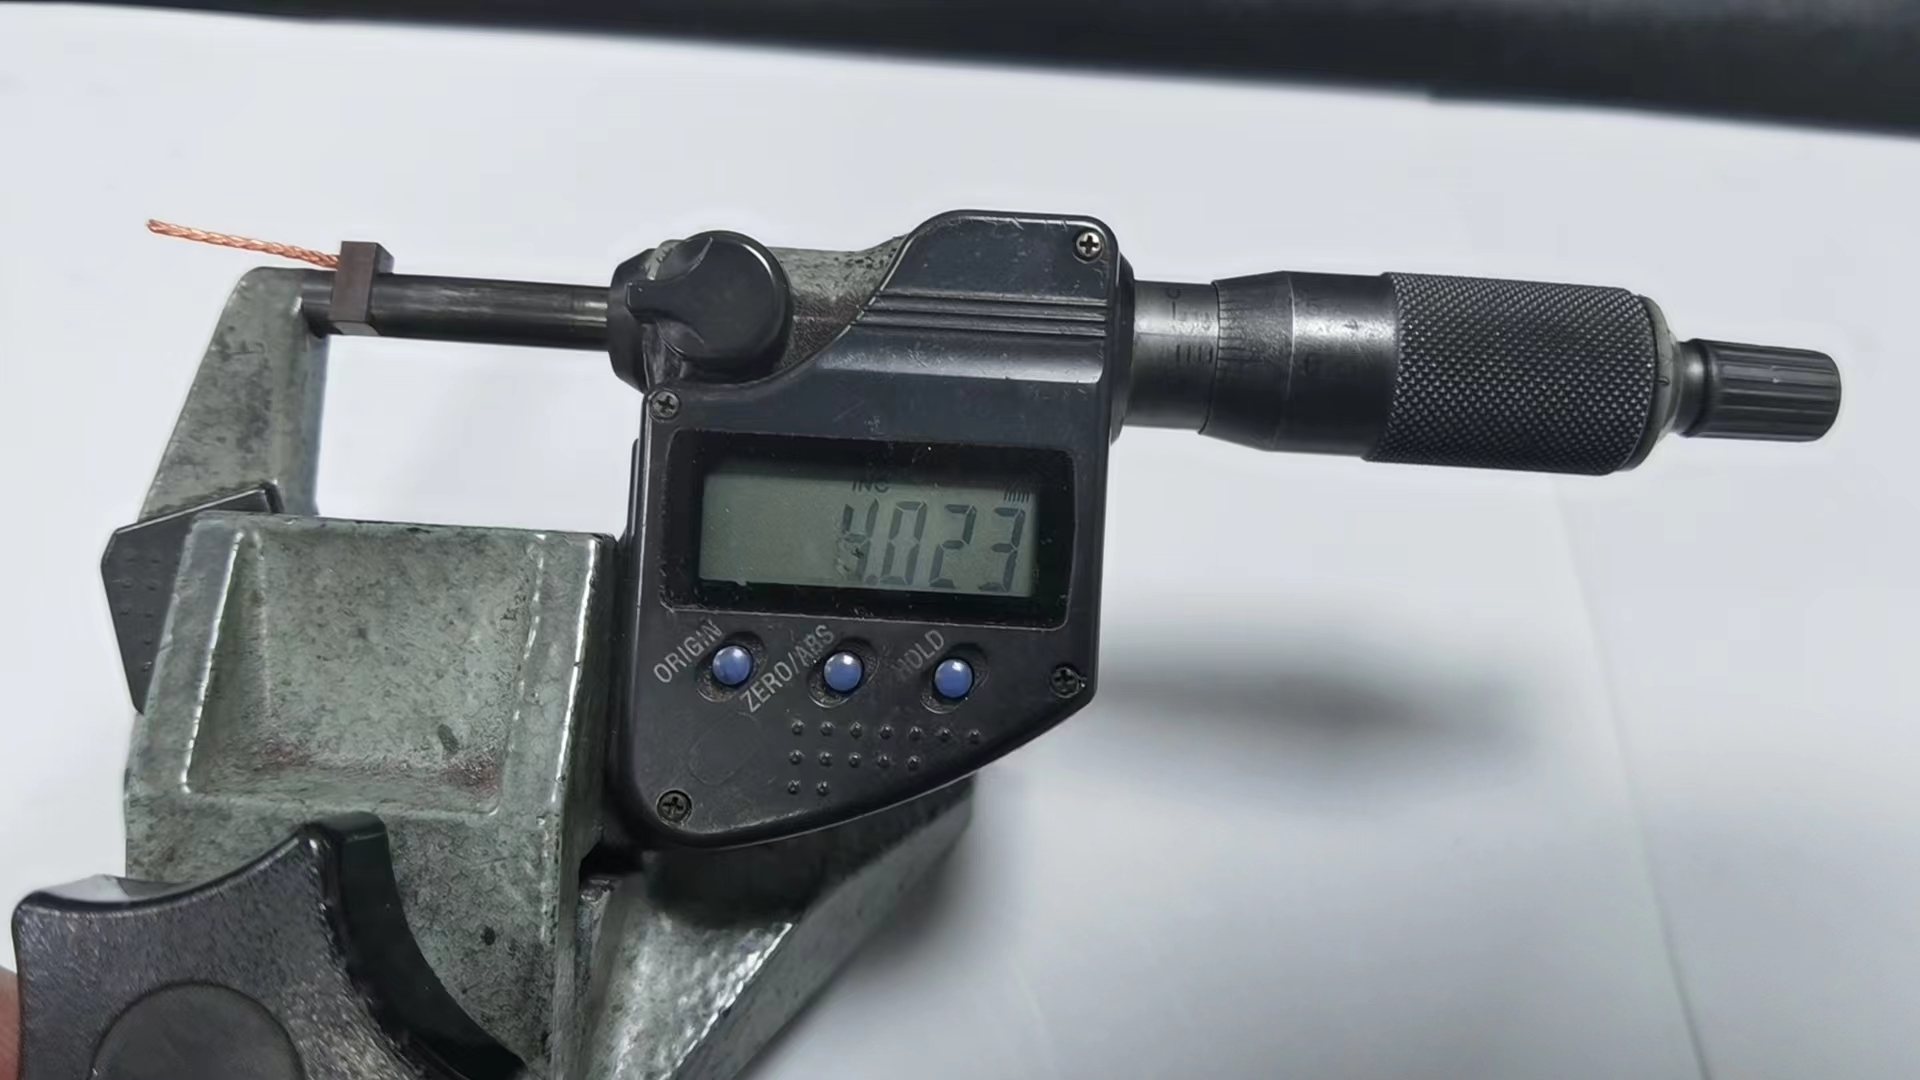 INC
mm
4.023
ORIGIN
ZERO/ABS
HOLD